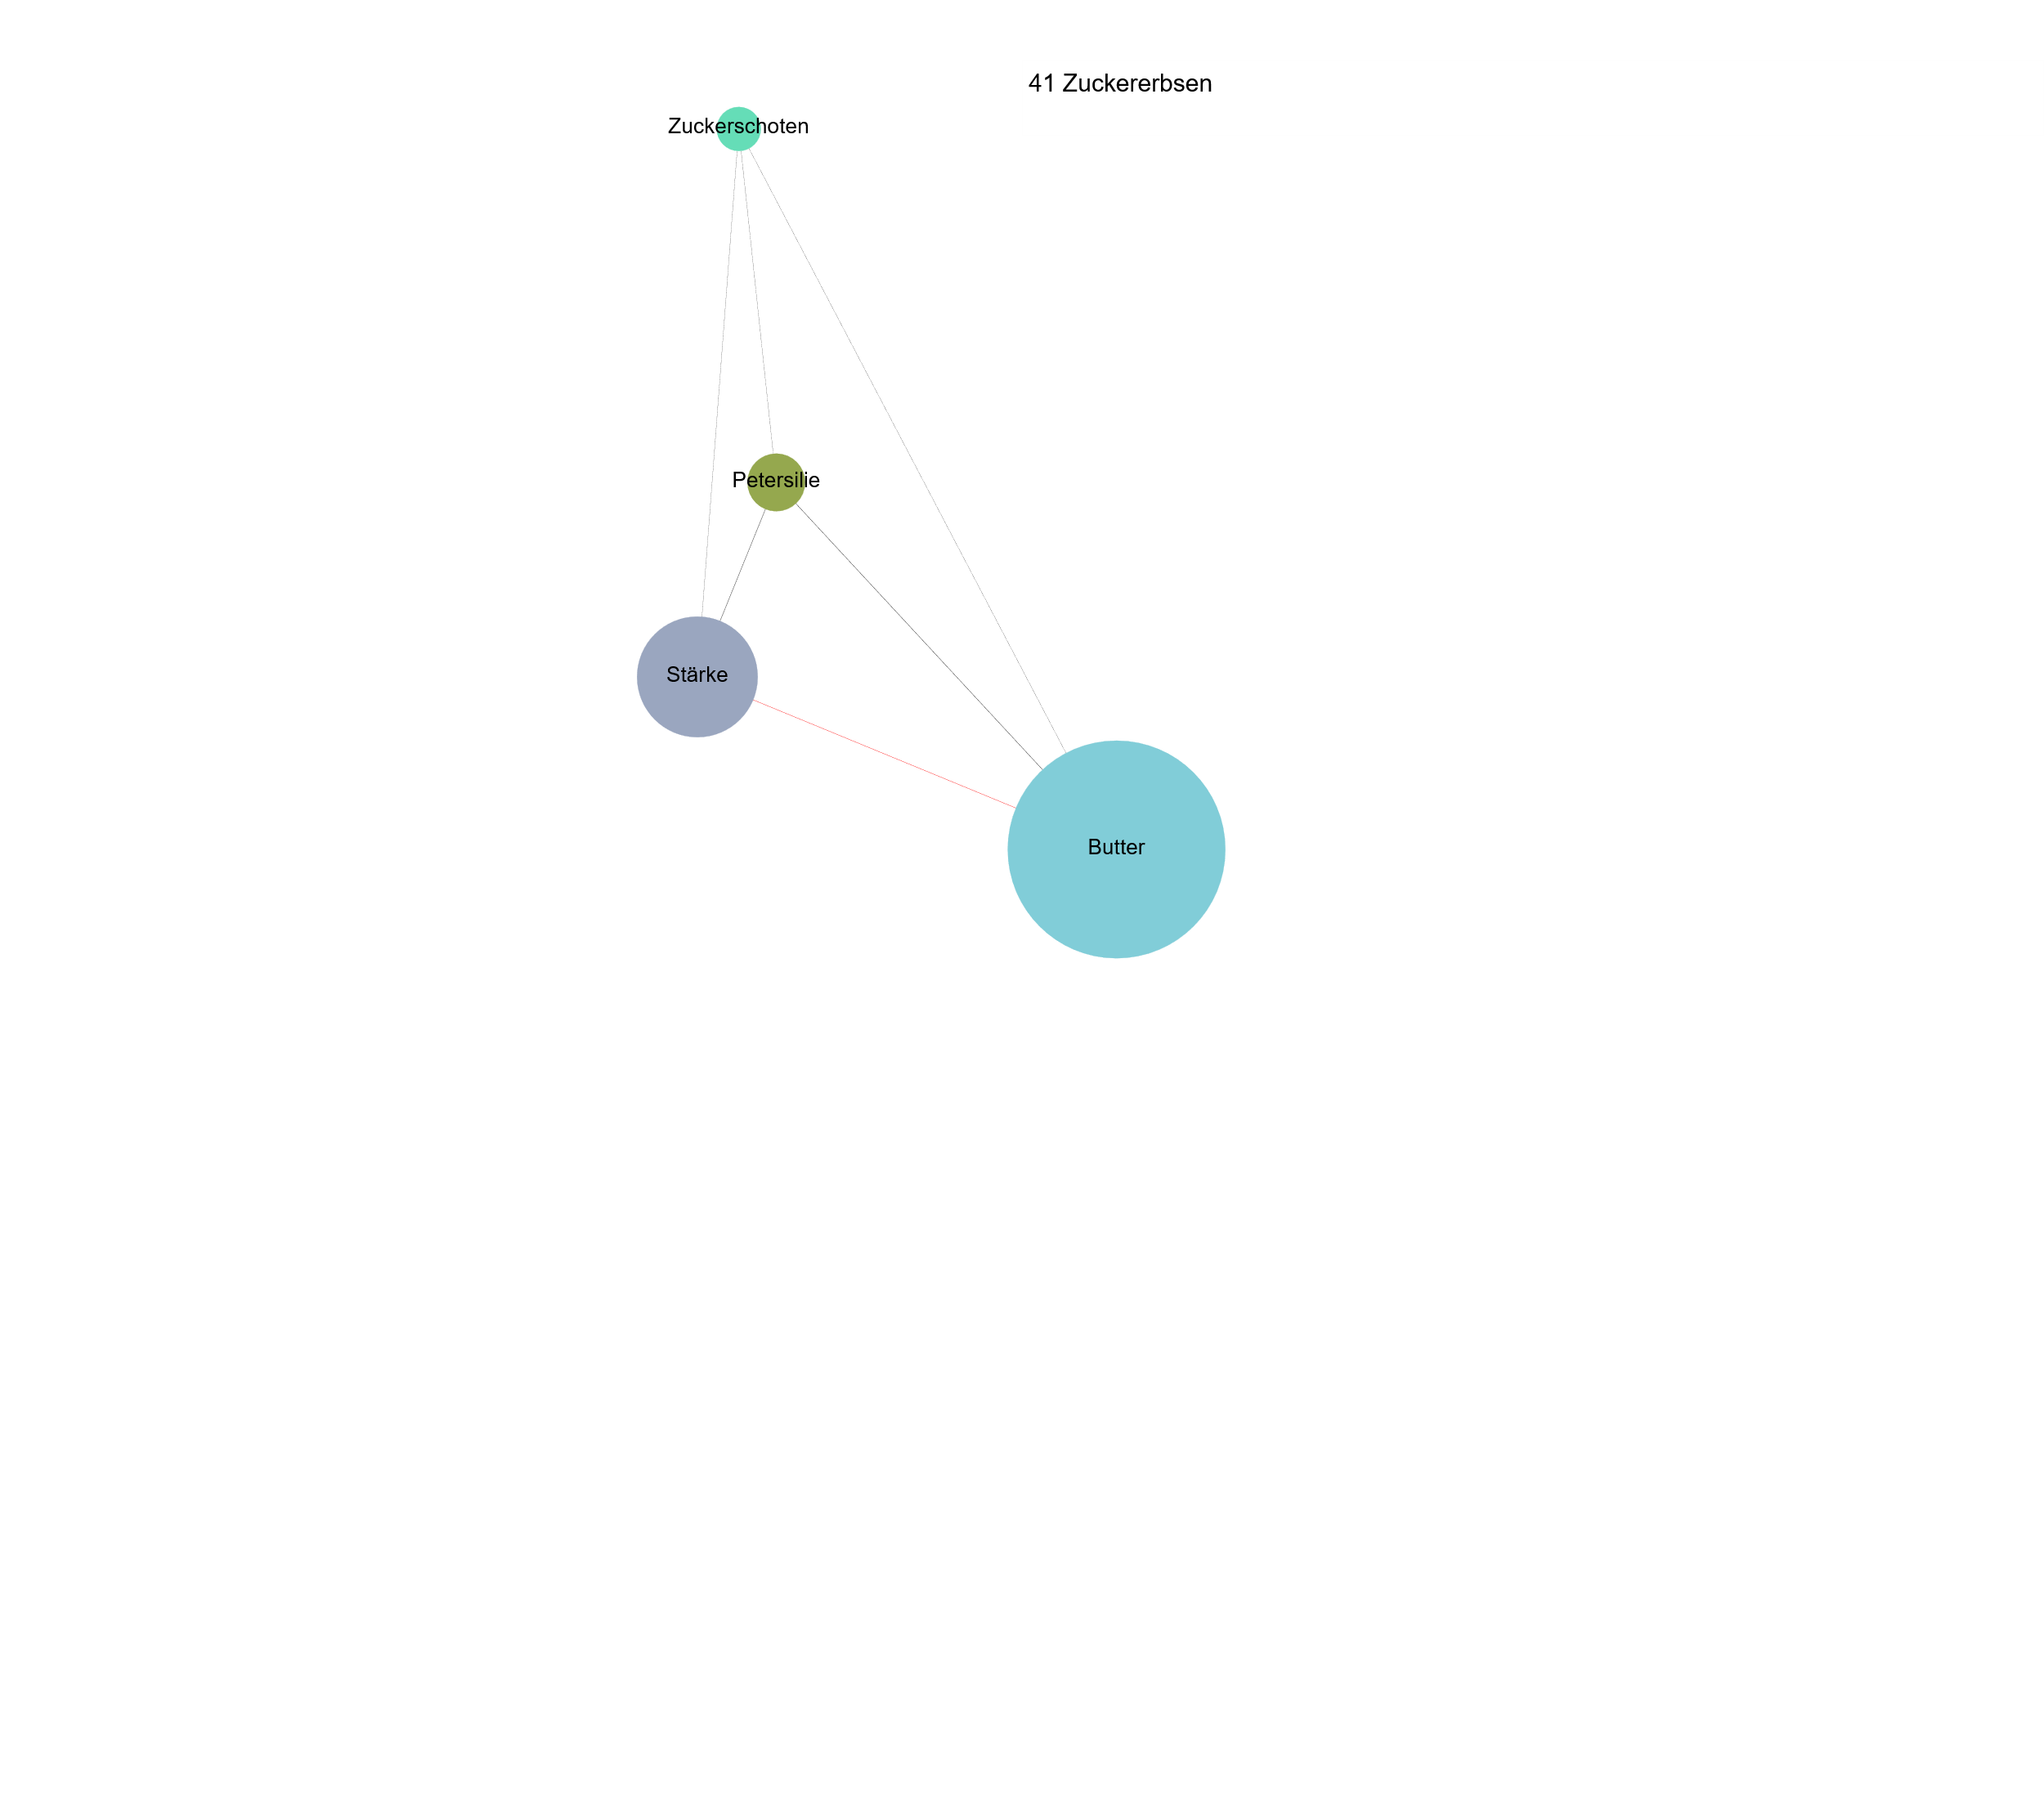 41 Zuckererbsen
Zuckerschoten
Petersilie
Stärke
Butter